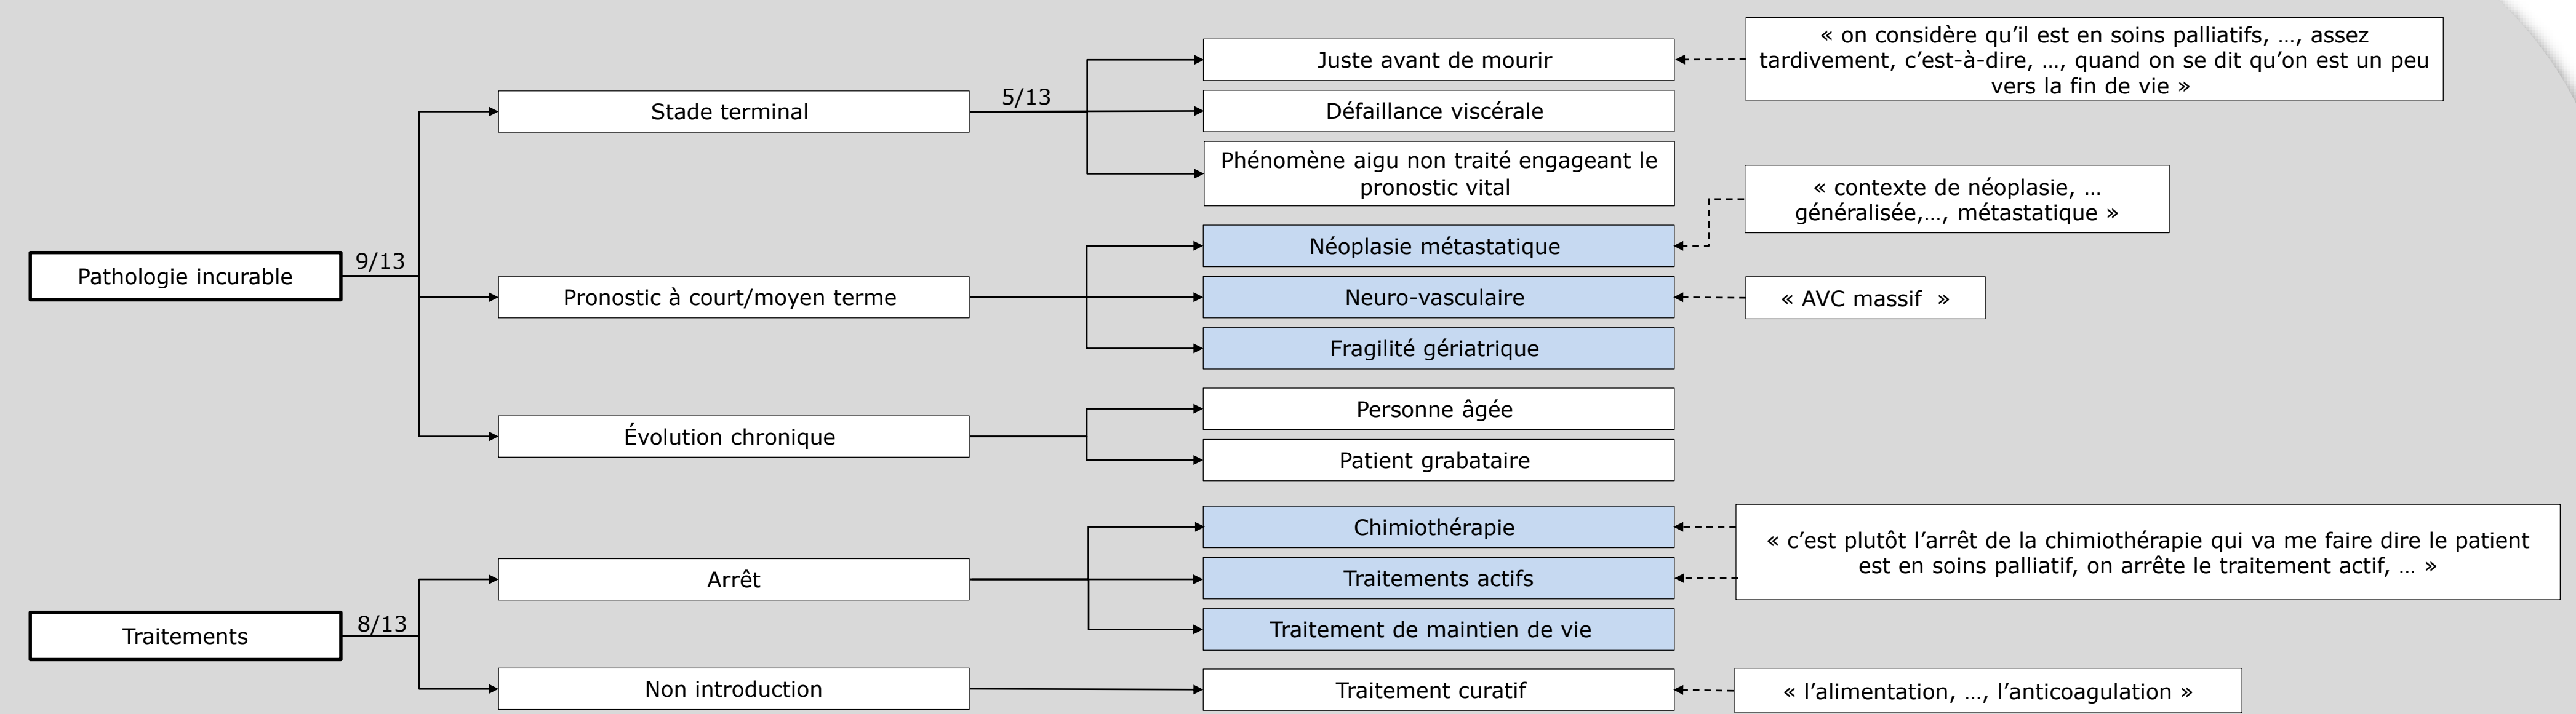 Juste avant de mourir
« on considère qu’il est en soins palliatifs, …, assez
tardivement, c’est-à-dire, …, quand on se dit qu’on est un peu
vers la fin de vie »
Stade terminal
5/13
Défaillance viscérale
Phénomène aigu non traité engageant le
pronostic vital
« contexte de néoplasie, …
généralisée,…, métastatique »
Pathologie incurable
9/13
Néoplasie métastatique
Pronostic à court/moyen terme
Neuro-vasculaire
« AVC massif  »
Fragilité gériatrique
Évolution chronique
Personne âgée
Patient grabataire
Traitements
8/13
Arrêt
Chimiothérapie
Traitements actifs
« c’est plutôt l’arrêt de la chimiothérapie qui va me faire dire le patient
est en soins palliatif, on arrête le traitement actif, … »
Traitement de maintien de vie
Non introduction
Traitement curatif
« l’alimentation, …, l’anticoagulation »